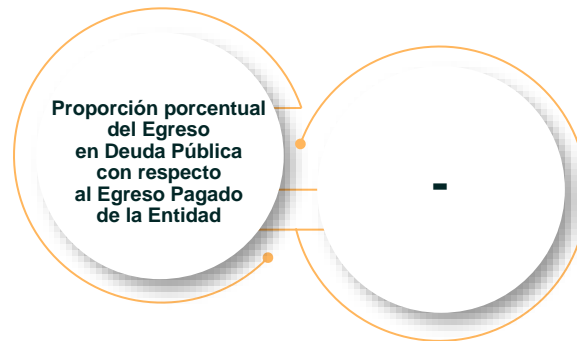 Proporción porcentual
del Egreso
en Deuda Pública
con respecto
al Egreso Pagado
de la Entidad
-